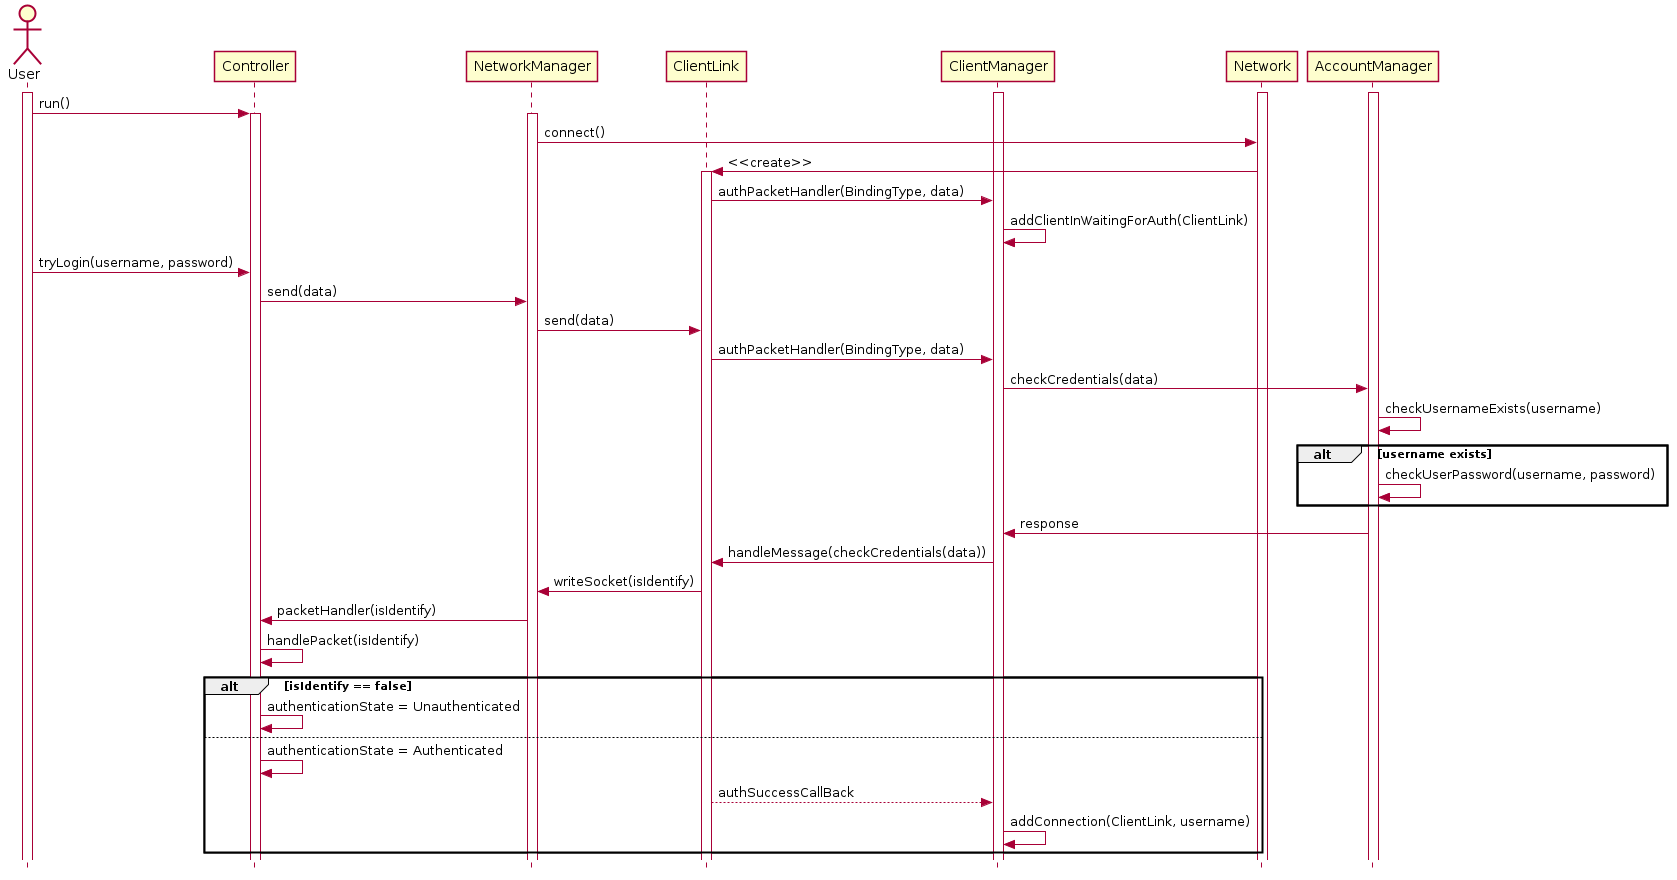 User
Controller
NetworkManager
ClientLink
ClientManager
Network
AccountManager
run()
connect()
<<create>>
authPacketHandler(BindingType, data)
addClientInWaitingForAuth(ClientLink)
tryLogin(username, password)
send(data)
send(data)
authPacketHandler(BindingType, data)
checkCredentials(data)
checkUsernameExists(username)
alt [username exists]
checkUserPassword(username, password)
response
handleMessage(checkCredentials(data))
writeSocket(isIdentify)
packetHandler(isIdentify)
handlePacket(isIdentify)
alt [isIdentify == false]
authenticationState = Unauthenticated
authenticationState = Authenticated
authSuccessCallBack
addConnection(ClientLink, username)